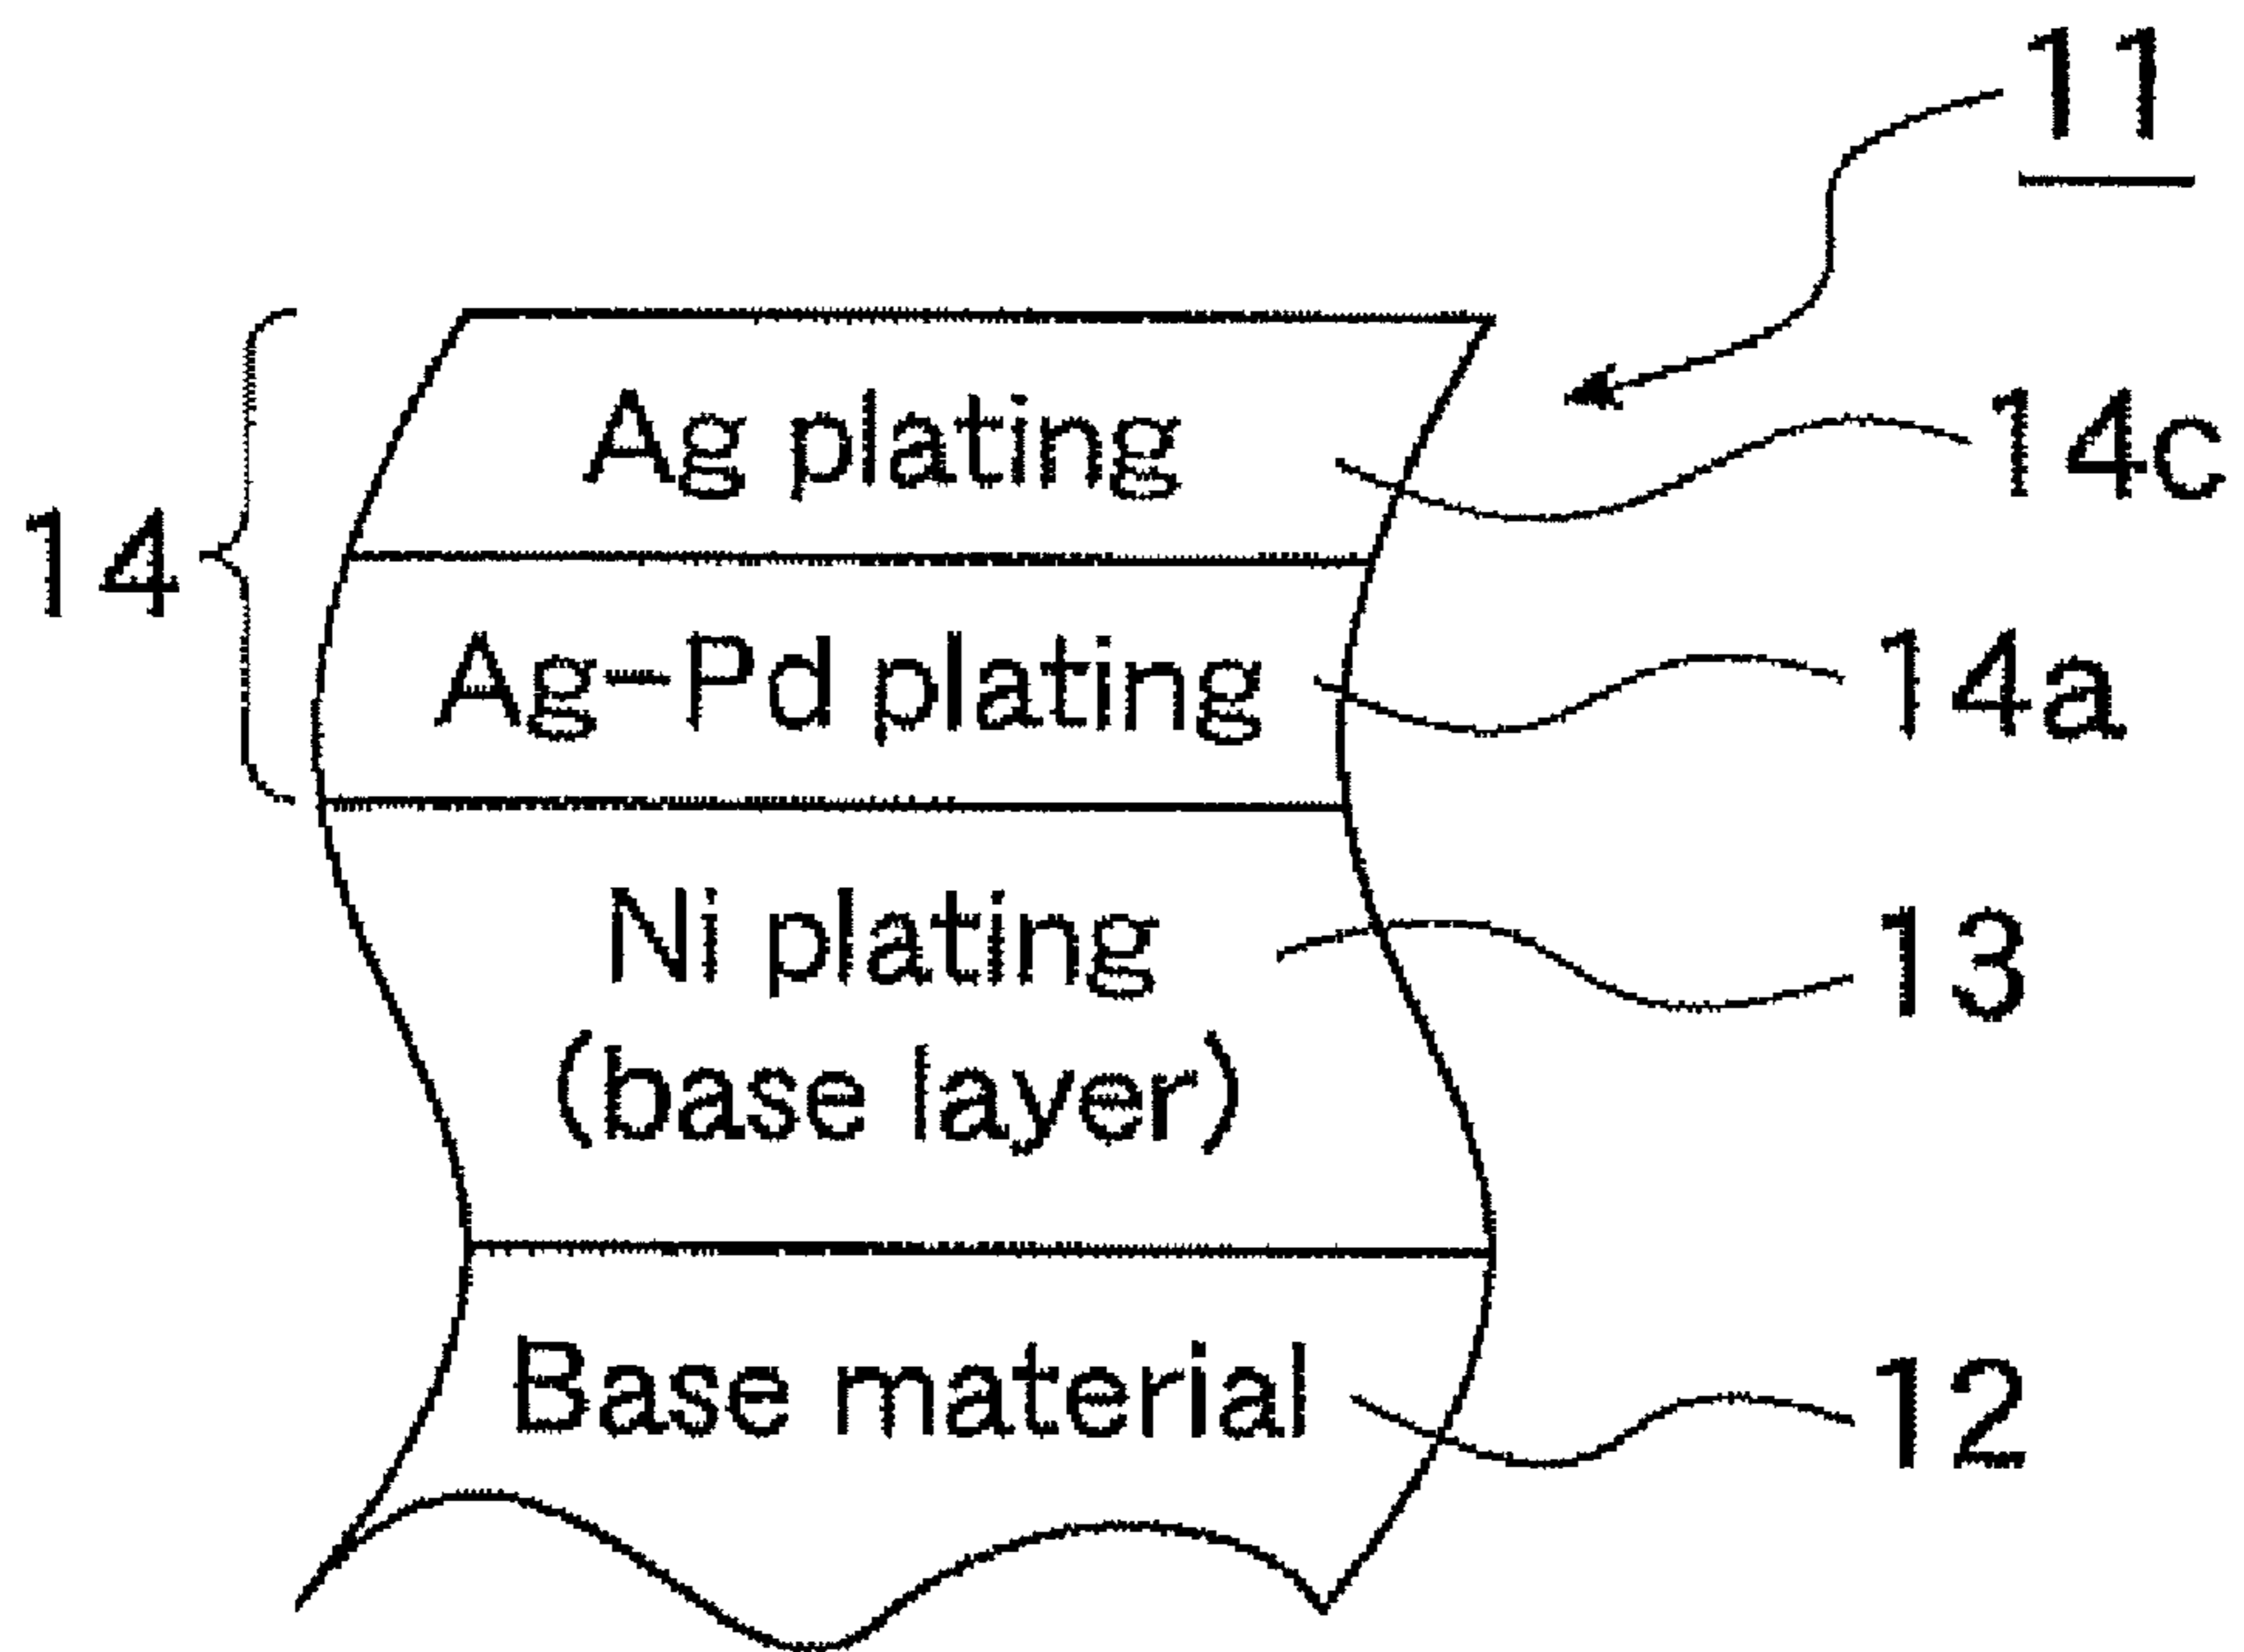 11
Ag plating
14c
14
Ag-Pd plating
14a
Ni plating
(base layer)
13
Base material
12